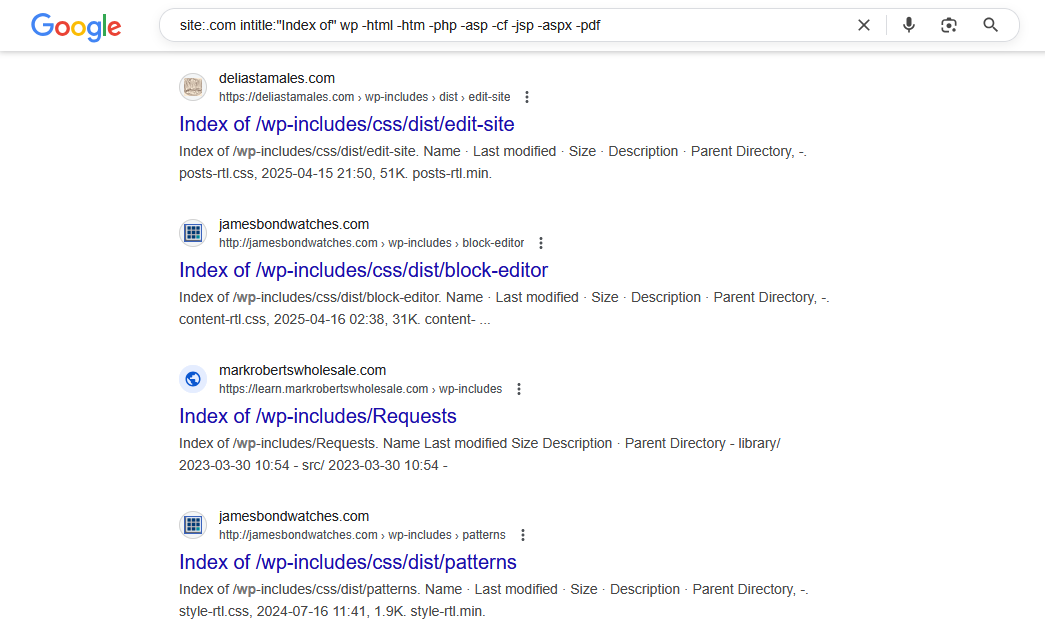 Google
site:.com intitle:"Index of" wp -html -htm -php -asp -cf -jsp -aspx -pdf
deliastamales.com
https://deliastamales.com › wp-includes › dist › edit-site
Index of /wp-includes/css/dist/edit-site
Index of /wp-includes/css/dist/edit-site. Name · Last modified · Size · Description · Parent Directory, -.
posts-rtl.css, 2025-04-15 21:50, 51K. posts-rtl.min.
jamesbondwatches.com
http://jamesbondwatches.com › wp-includes › block-editor
Index of /wp-includes/css/dist/block-editor
Index of /wp-includes/css/dist/block-editor. Name · Last modified · Size · Description · Parent Directory, -.
content-rtl.css, 2025-04-16 02:38, 31K. content- ...
markrobertswholesale.com
https://learn.markrobertswholesale.com › wp-includes
Index of /wp-includes/Requests
Index of /wp-includes/Requests. Name Last modified Size Description · Parent Directory - library/
2023-03-30 10:54 - src/ 2023-03-30 10:54 -
jamesbondwatches.com
http://jamesbondwatches.com › wp-includes › patterns
Index of /wp-includes/css/dist/patterns
Index of /wp-includes/css/dist/patterns. Name · Last modified · Size · Description · Parent Directory, -.
style-rtl.css, 2024-07-16 11:41, 1.9K. style-rtl.min.